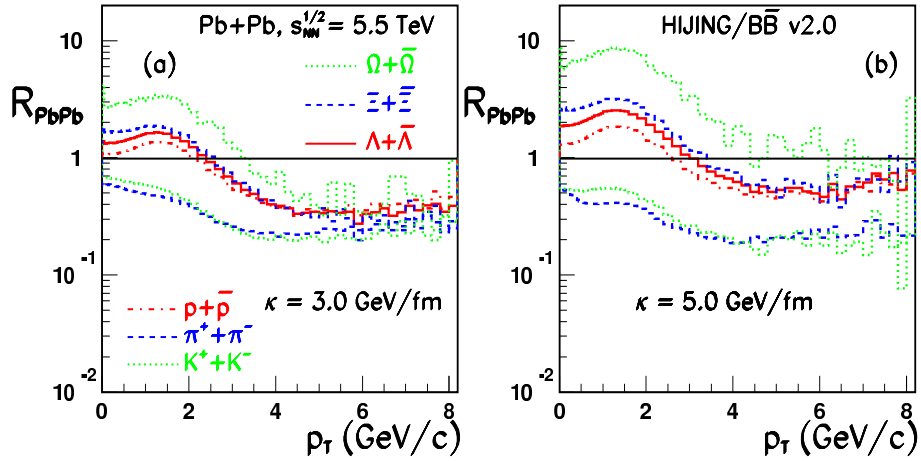 Pb+Pb, s_NN^1/2 = 5.5 TeV
HIJING/BB̅ v2.0
(a)
(b)
Ω+Ω̅
Ξ+Ξ̅
Λ+Λ̅
R_PbPb
R_PbPb
10
1
10^-1
10^-2
10
1
10^-1
10^-2
κ = 3.0 GeV/fm
κ = 5.0 GeV/fm
p+p̅
π^+ +π^-
K^+ +K^-
0 2 4 6 8
0 2 4 6 8
p_T (GeV/c)
p_T (GeV/c)